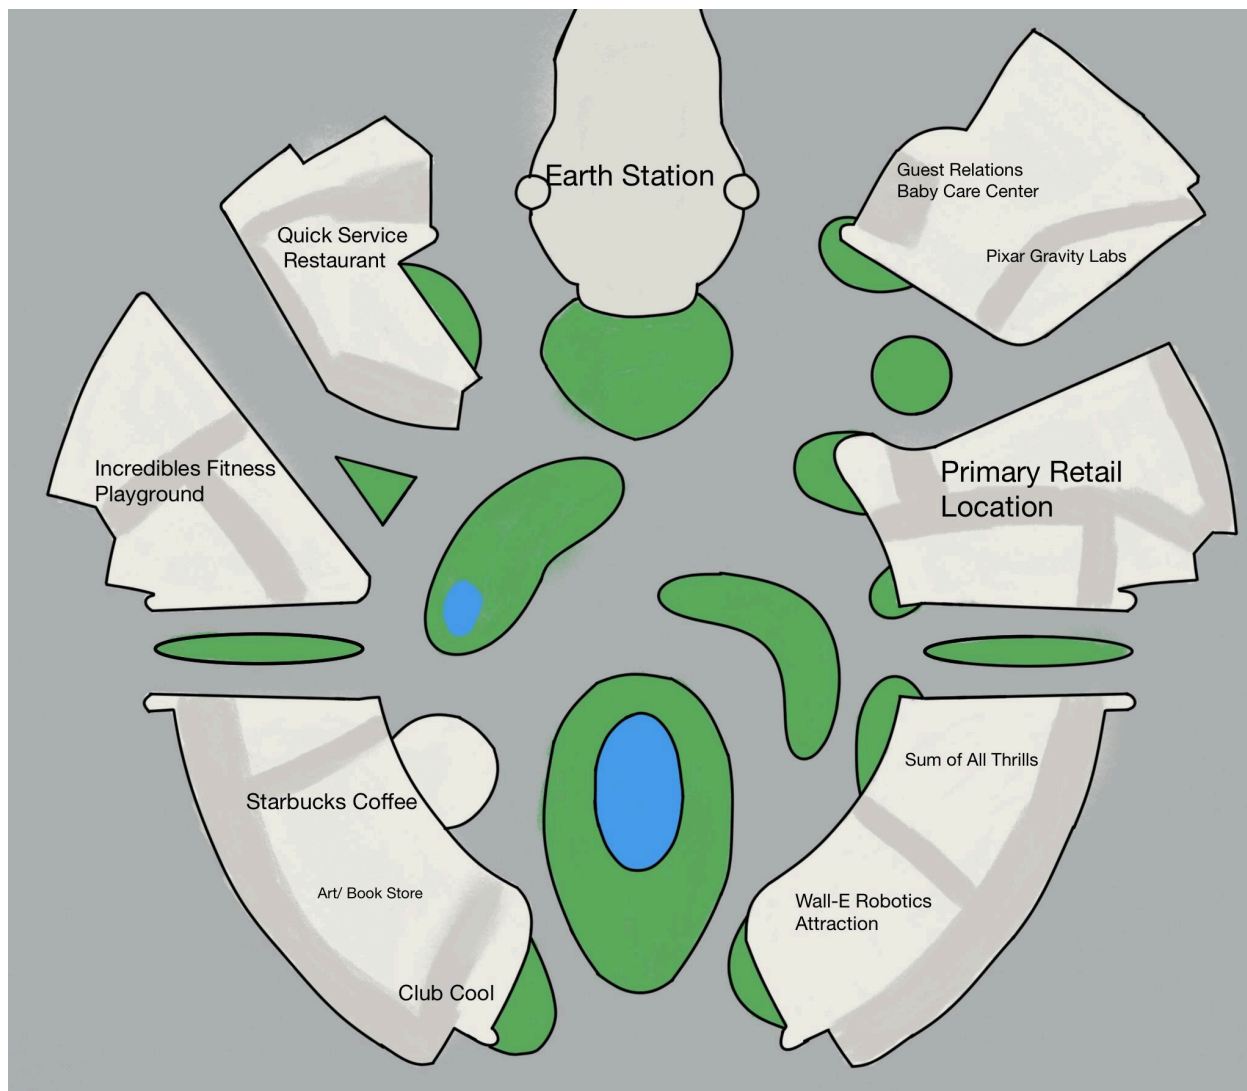 Earth Station
Guest Relations
Baby Care Center
Quick Service
Restaurant
Pixar Gravity Labs
Incredibles Fitness
Playground
Primary Retail
Location
Sum of All Thrills
Starbucks Coffee
Art/ Book Store
Wall-E Robotics
Attraction
Club Cool